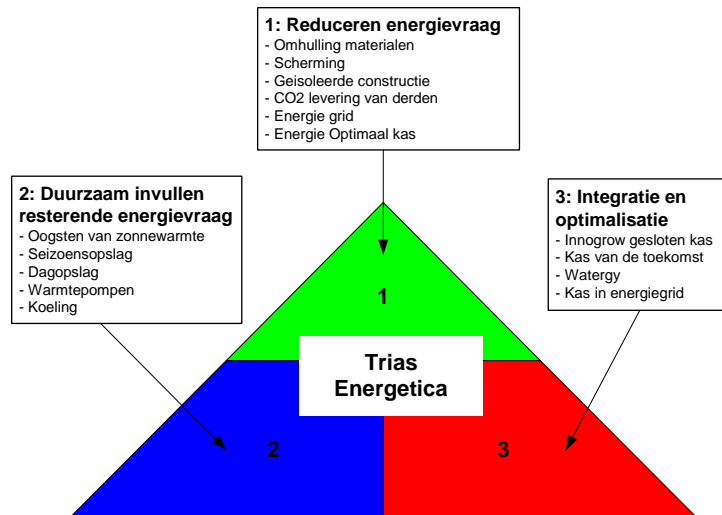 1: Reduceren energievraag
- Omhulling materialen
- Scherming
- Geisoleerde constructie
- CO2 levering van derden
- Energie grid
- Energie Optimaal kas
2: Duurzaam invullen
resterende energievraag
- Oogsten van zonnewarmte
- Seizoensopslag
- Dagopslag
- Warmtepompen
- Koeling
3: Integratie en
optimalisatie
- Innogrow gesloten kas
- Kas van de toekomst
- Watergy
- Kas in energiegrid
1
Trias
Energetica
2
3